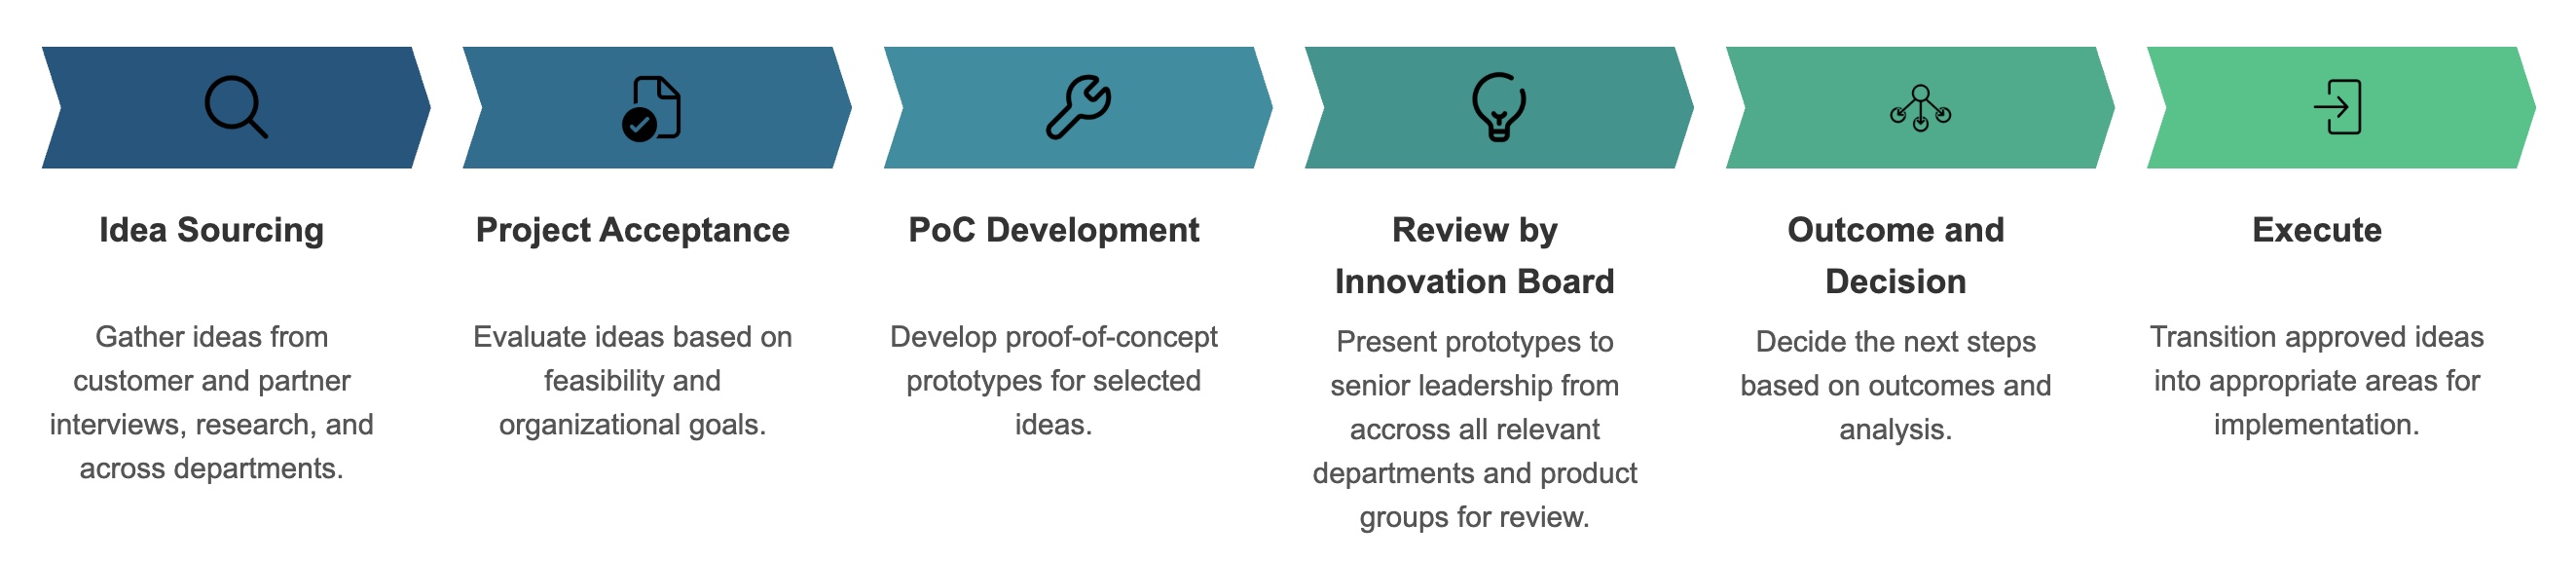 Idea Sourcing
Gather ideas from
customer and partner
interviews, research, and
across departments.
Project Acceptance
Evaluate ideas based on
feasibility and
organizational goals.
PoC Development
Develop proof-of-concept
prototypes for selected
ideas.
Review by
Innovation Board
Present prototypes to
senior leadership from
accross all relevant
departments and product
groups for review.
Outcome and
Decision
Decide the next steps
based on outcomes and
analysis.
Execute
Transition approved ideas
into appropriate areas for
implementation.